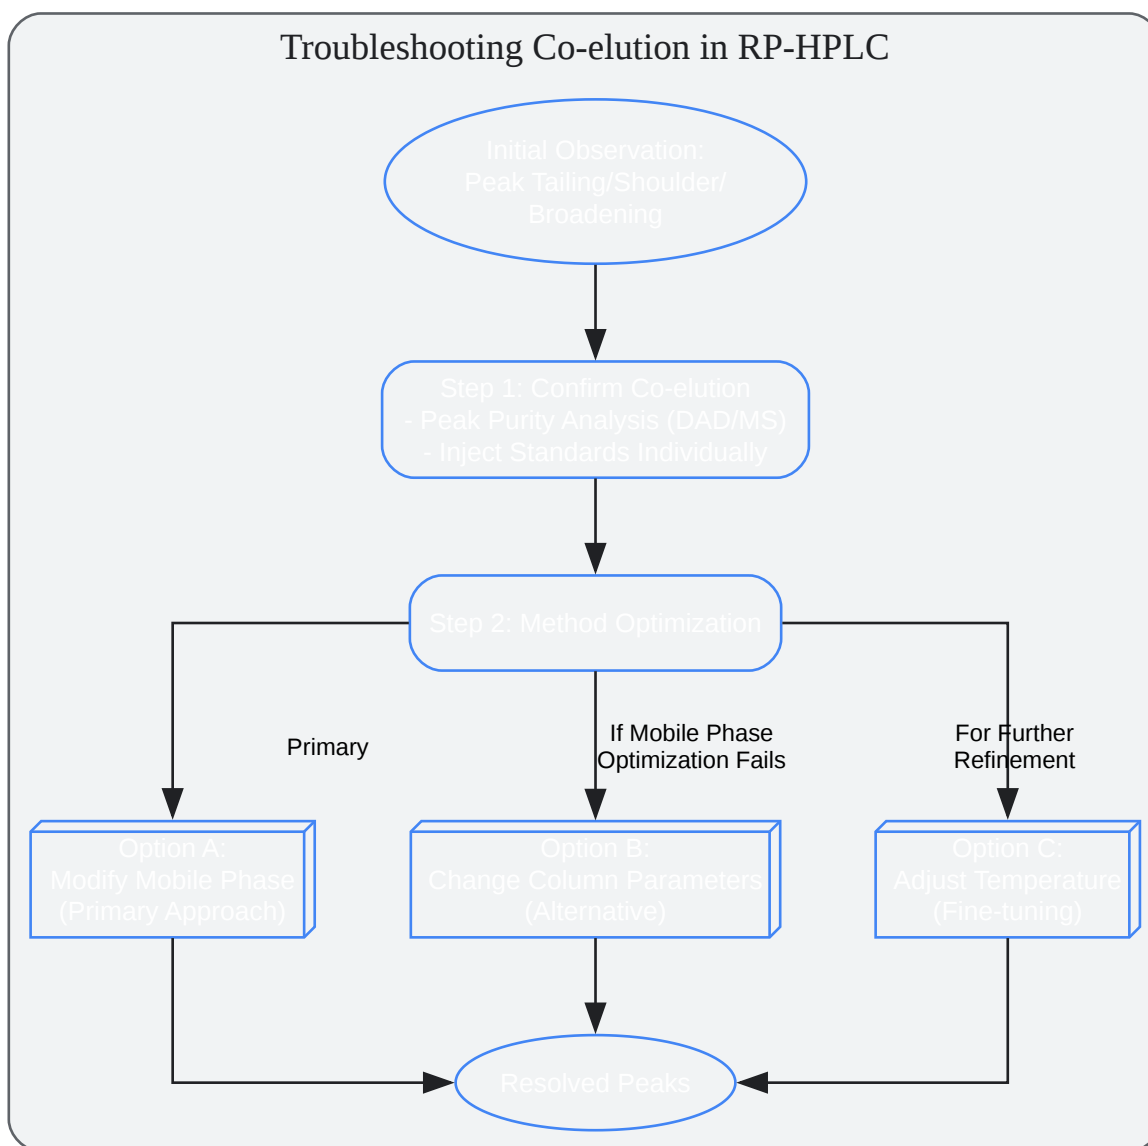 Troubleshooting Co-elution in RP-HPLC
Initial Observation:
Peak Tailing/Shoulder/
Broadening
Step 1: Confirm Co-elution
- Peak Purity Analysis (DAD/MS)
- Inject Standards Individually
Step 2: Method Optimization
Primary
If Mobile Phase
Optimization Fails
For Further
Refinement
Option A:
Modify Mobile Phase
(Primary Approach)
Option B:
Change Column Parameters
(Alternative)
Option C:
Adjust Temperature
(Fine-tuning)
Resolved Peaks